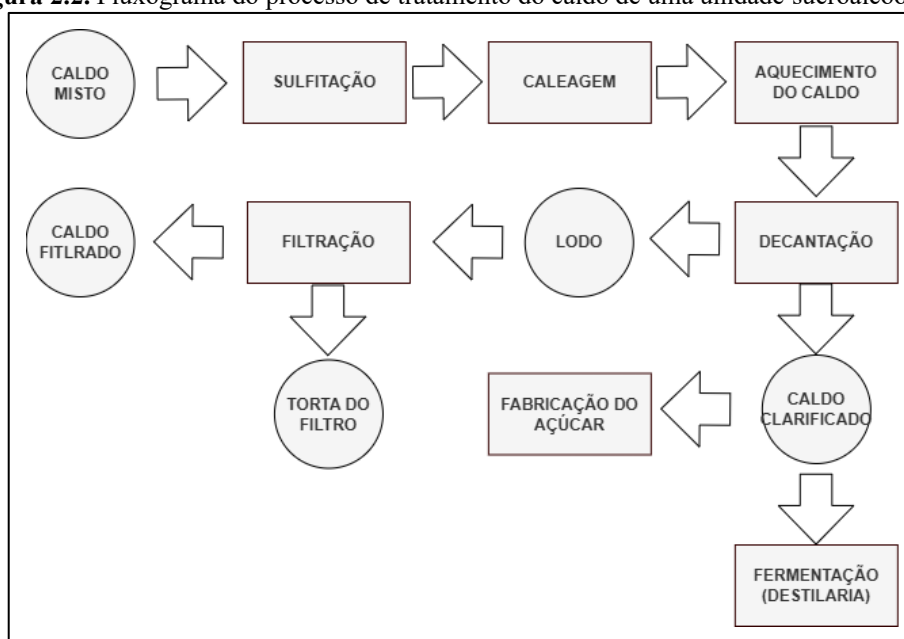 gura 2.2. Fluxograma do processo de tratamento do caldo de uma unidade sucroalcoo
CALDO
MISTO
SULFITAÇÃO
CALEAGEM
AQUECIMENTO
DO CALDO
CALDO
FITLRADO
FILTRAÇÃO
LODO
DECANTAÇÃO
TORTA DO
FILTRO
FABRICAÇÃO DO
AÇÚCAR
CALDO
CLARIFICADO
FERMENTAÇÃO
(DESTILARIA)